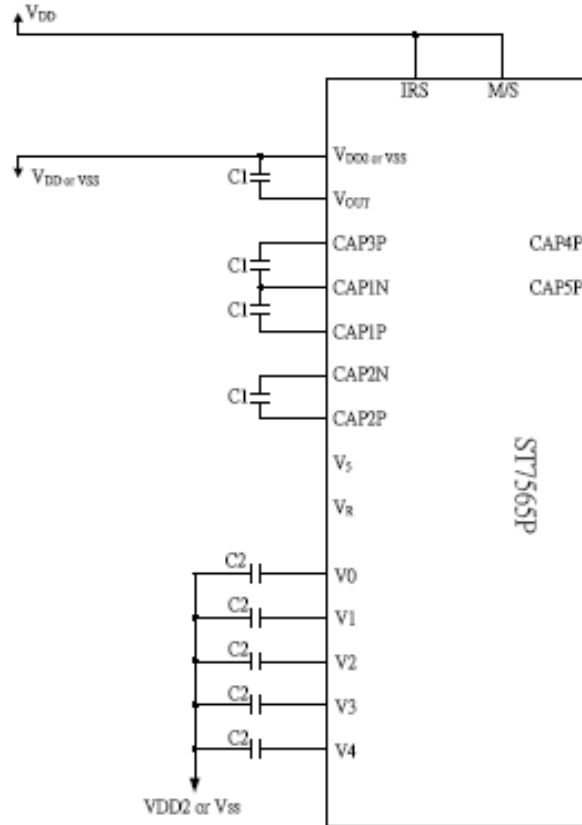 VDD
IRS M/S
VDD2 or VSS
VDD or VSS
C1
VOUT
CAP3P CAP4P
C1
CAP1N CAP5P
C1
CAP1P
CAP2N
C1
CAP2P
V5
ST7565P
VR
C2
V0
C2
V1
C2
V2
C2
V3
C2
V4
VDD2 or Vss